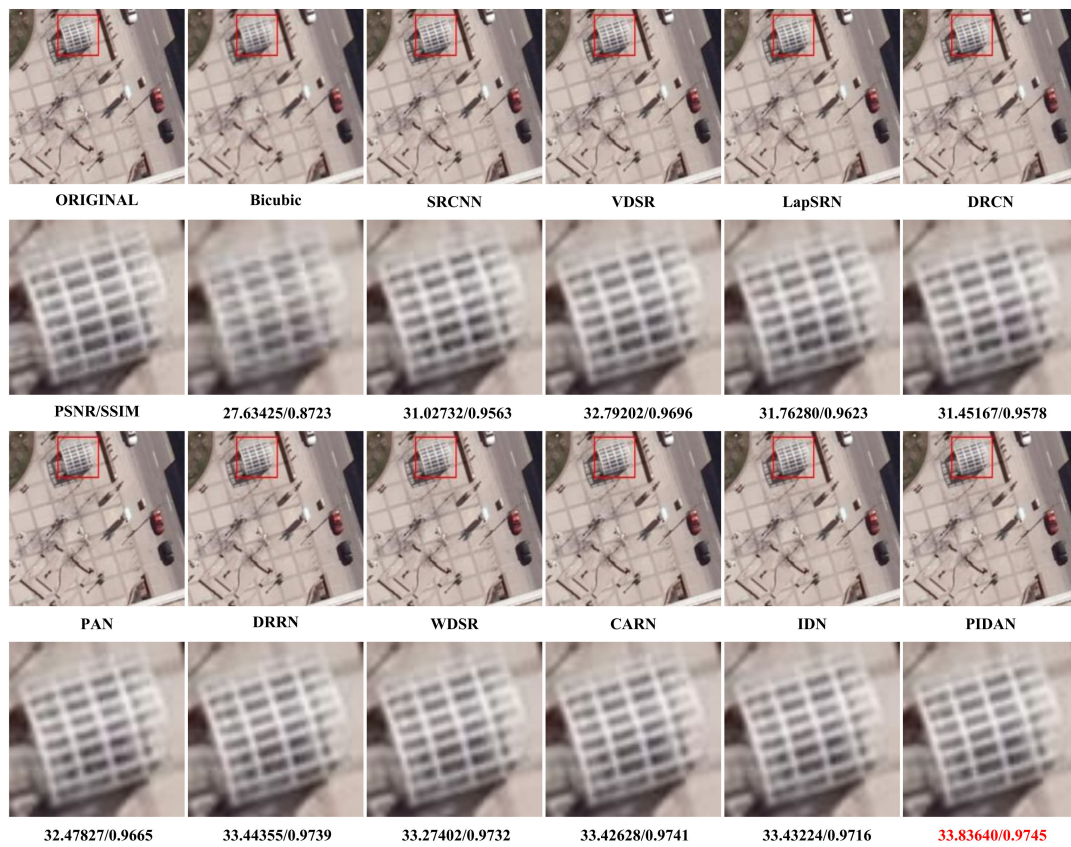 ORIGINAL Bicubic SRCNN VDSR LapSRN DRCN
PSNR/SSIM 27.63425/0.8723 31.02732/0.9563 32.79202/0.9696 31.76280/0.9623 31.45167/0.9578
PAN DRRN WDSR CARN IDN PIDAN
32.47827/0.9665 33.44355/0.9739 33.27402/0.9732 33.42628/0.9741 33.43224/0.9716 33.83640/0.9745